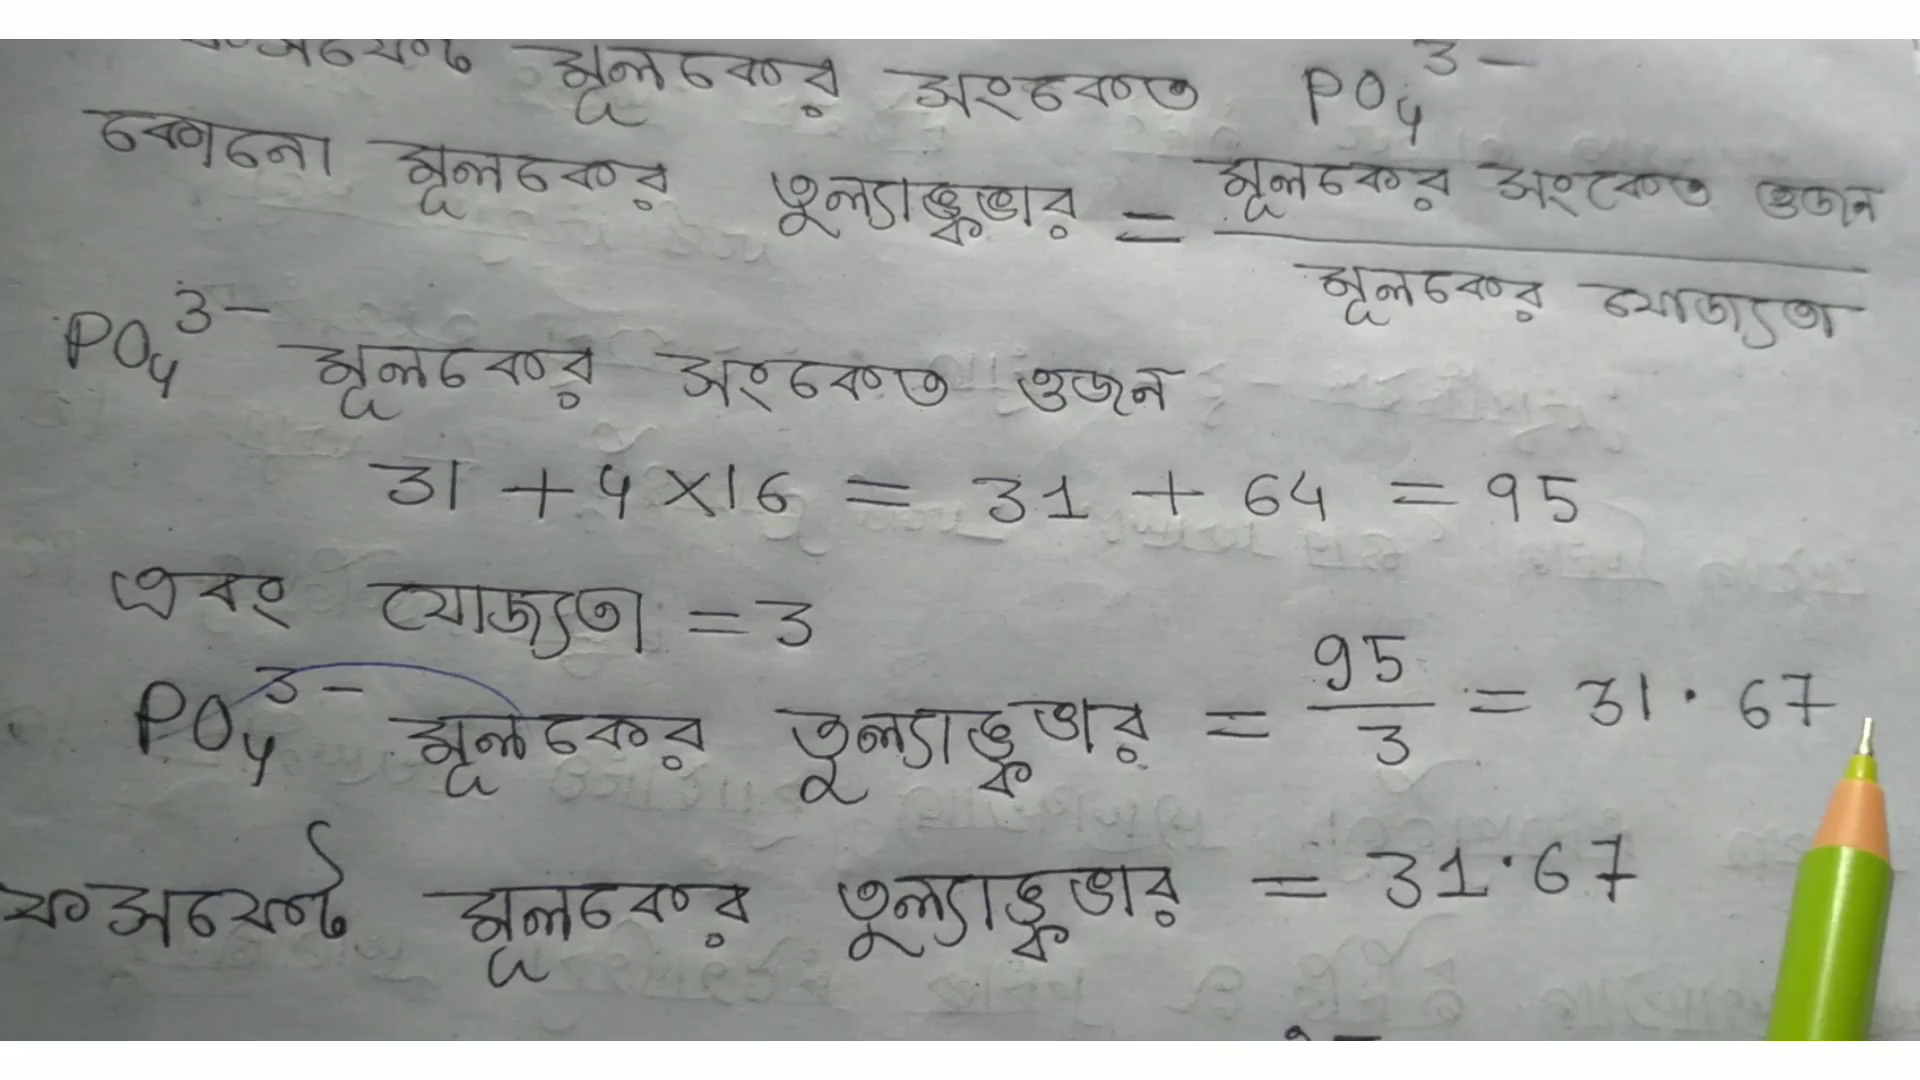 ফসফেট মূলকের সংকেত PO₄³⁻
কোনো মূলকের তুল্যাঙ্কভার = মূলকের সংকেত ওজন / মূলকের যোজ্যতা
PO₄³⁻ মূলকের সংকেত ওজন
31 + 4 × 16 = 31 + 64 = 95
এবং যোজ্যতা = 3
PO₄³⁻ মূলকের তুল্যাঙ্কভার = 95/3 = 31.67
ফসফেট মূলকের তুল্যাঙ্কভার = 31.67